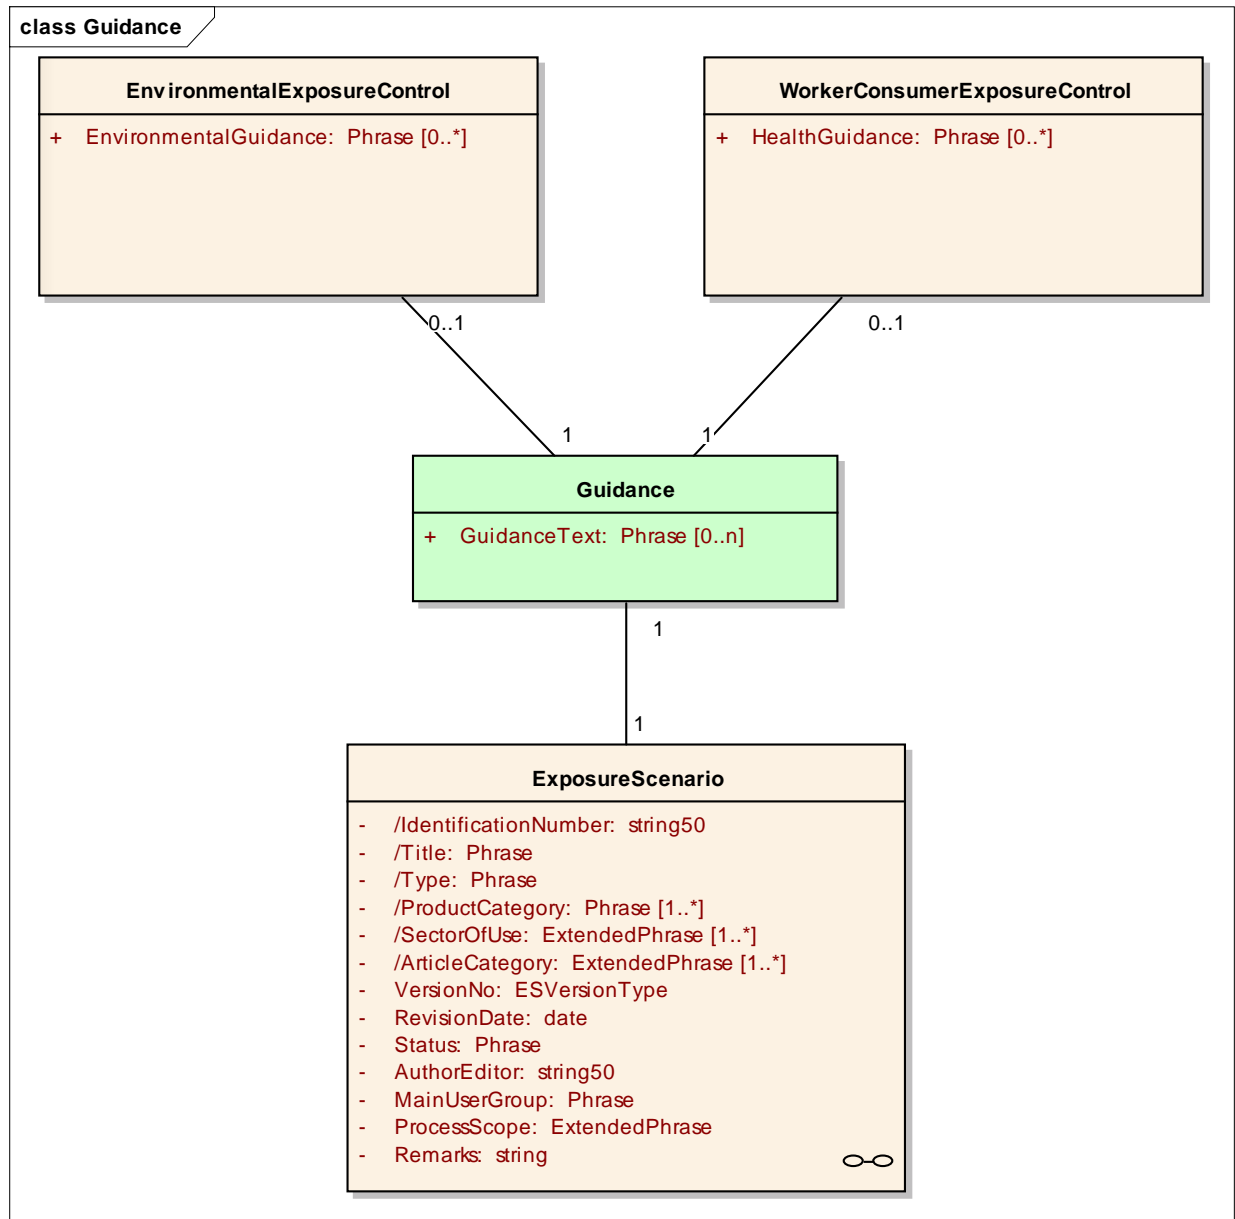 class Guidance
EnvironmentalExposureControl
+ EnvironmentalGuidance: Phrase [0..*]
WorkerConsumerExposureControl
+ HealthGuidance: Phrase [0..*]
0..1
0..1
1
1
Guidance
+ GuidanceText: Phrase [0..n]
1
1
ExposureScenario
- /IdentificationNumber: string50
- /Title: Phrase
- /Type: Phrase
- /ProductCategory: Phrase [1..*]
- /SectorOfUse: ExtendedPhrase [1..*]
- /ArticleCategory: ExtendedPhrase [1..*]
- VersionNo: ESVersionType
- RevisionDate: date
- Status: Phrase
- AuthorEditor: string50
- MainUserGroup: Phrase
- ProcessScope: ExtendedPhrase
- Remarks: string